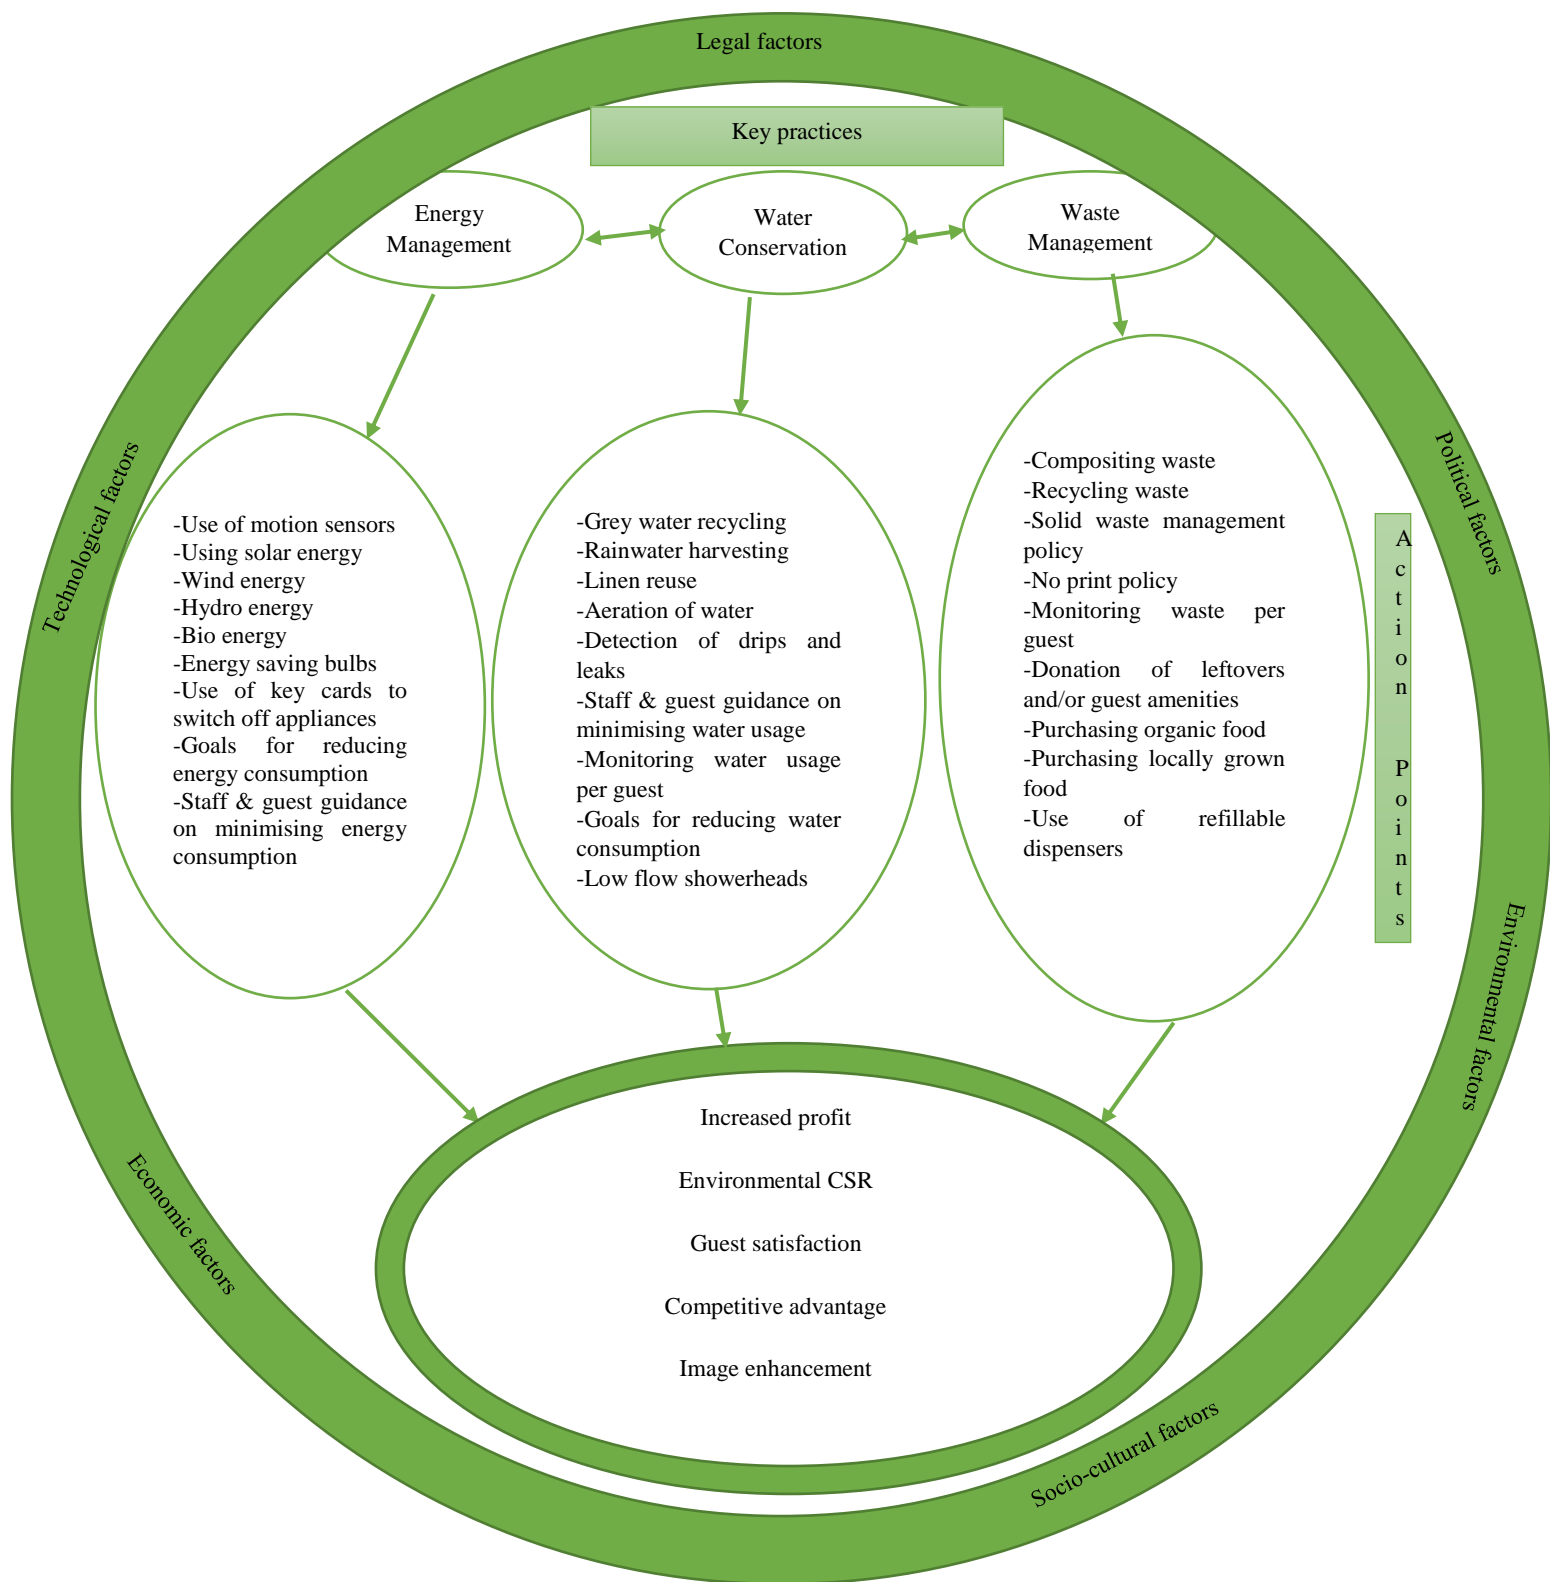 Legal factors
Key practices
Energy
Management
Water
Conservation
Waste
Management
Technological factors
Political factors
-Use of motion sensors
-Using solar energy
-Wind energy
-Hydro energy
-Bio energy
-Energy saving bulbs
-Use of key cards to
switch off appliances
-Goals for reducing
energy consumption
-Staff & guest guidance
on minimising energy
consumption
-Grey water recycling
-Rainwater harvesting
-Linen reuse
-Aeration of water
-Detection of drips and
leaks
-Staff & guest guidance on
minimising water usage
-Monitoring water usage
per guest
-Goals for reducing water
consumption
-Low flow showerheads
-Compositing waste
-Recycling waste
-Solid waste management
policy
-No print policy
-Monitoring waste per
guest
-Donation of leftovers
and/or guest amenities
-Purchasing organic food
-Purchasing locally grown
food
-Use of refillable
dispensers
Action Points
Environmental factors
Economic factors
Increased profit
Environmental CSR
Guest satisfaction
Competitive advantage
Image enhancement
Socio-cultural factors